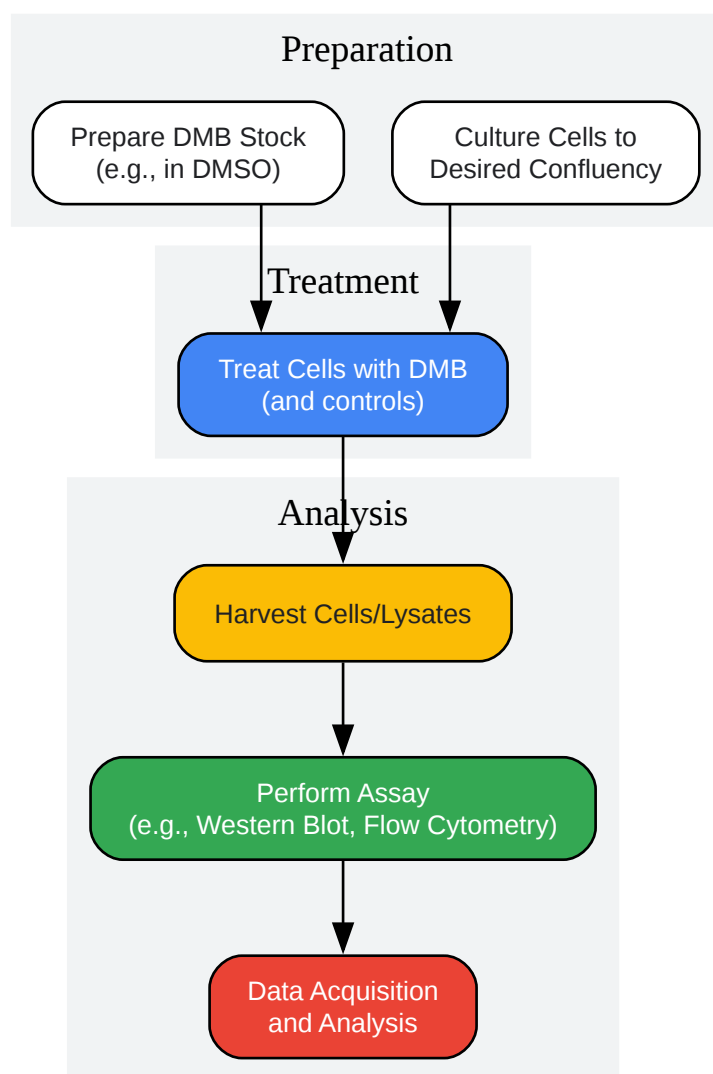 Preparation
Prepare DMB Stock
(e.g., in DMSO)
Culture Cells to
Desired Confluency
Treatment
Treat Cells with DMB
(and controls)
Analysis
Harvest Cells/Lysates
Perform Assay
(e.g., Western Blot, Flow Cytometry)
Data Acquisition
and Analysis